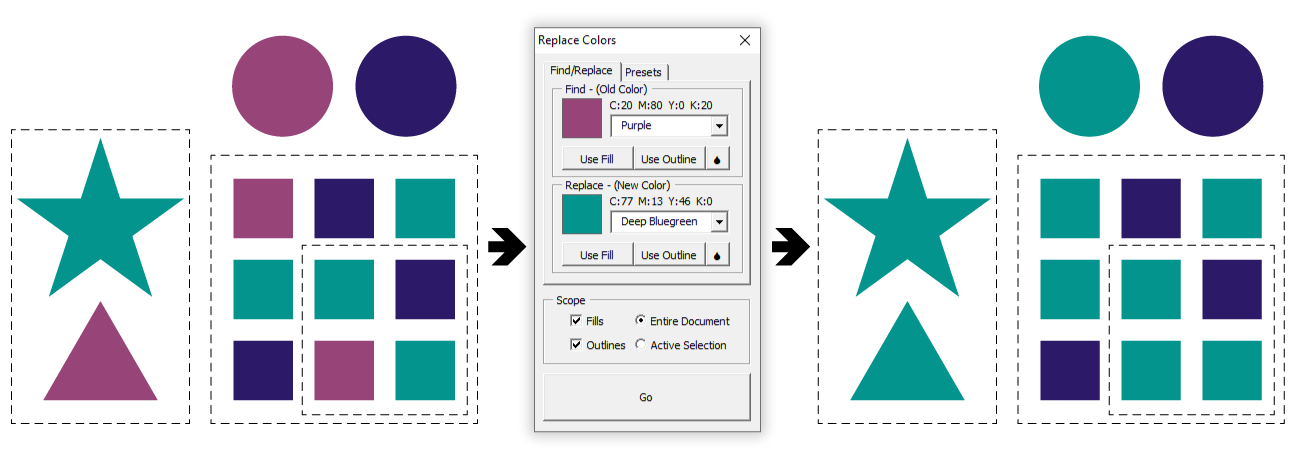 Replace Colors
Find/Replace Presets
Find - (Old Color)
C:20 M:80 Y:0 K:20
Purple
Use Fill Use Outline
Replace - (New Color)
C:77 M:13 Y:46 K:0
Deep Bluegreen
Use Fill Use Outline
Scope
Fills Entire Document
Outlines Active Selection
Go